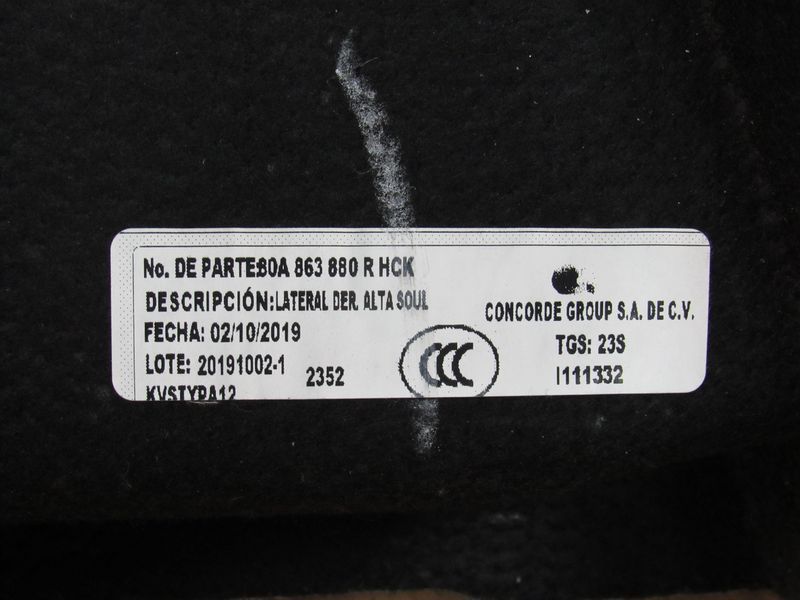 No. DE PARTE:80A 863 880 R HCK
DESCRIPCIÓN:LATERAL DER. ALTA SOUL
FECHA: 02/10/2019
LOTE: 20191002-1
2352
KVSTYPA12
CCC
CONCORDE GROUP S.A. DE C.V.
TGS: 23S
I111332